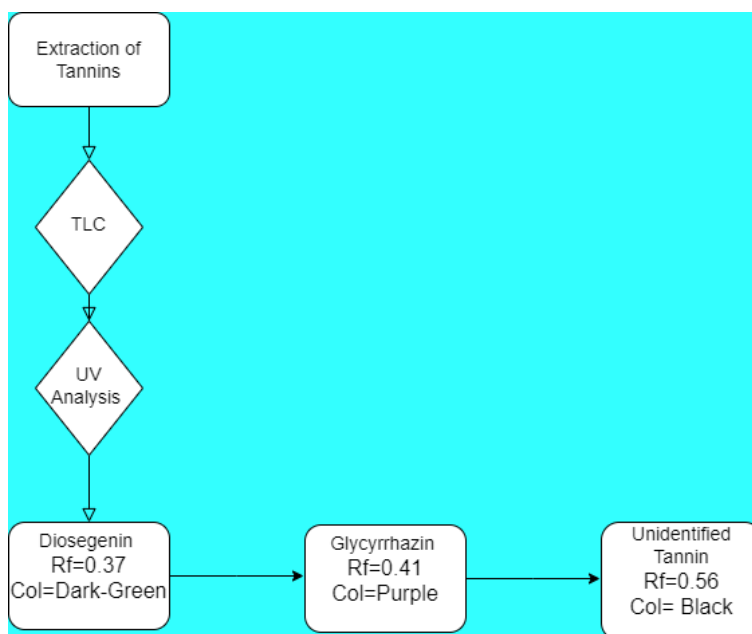 Extraction of
Tannins
TLC
UV
Analysis
Diosegenin
Rf=0.37
Col=Dark-Green
Glycyrrhazin
Rf=0.41
Col=Purple
Unidentified
Tannin
Rf=0.56
Col= Black